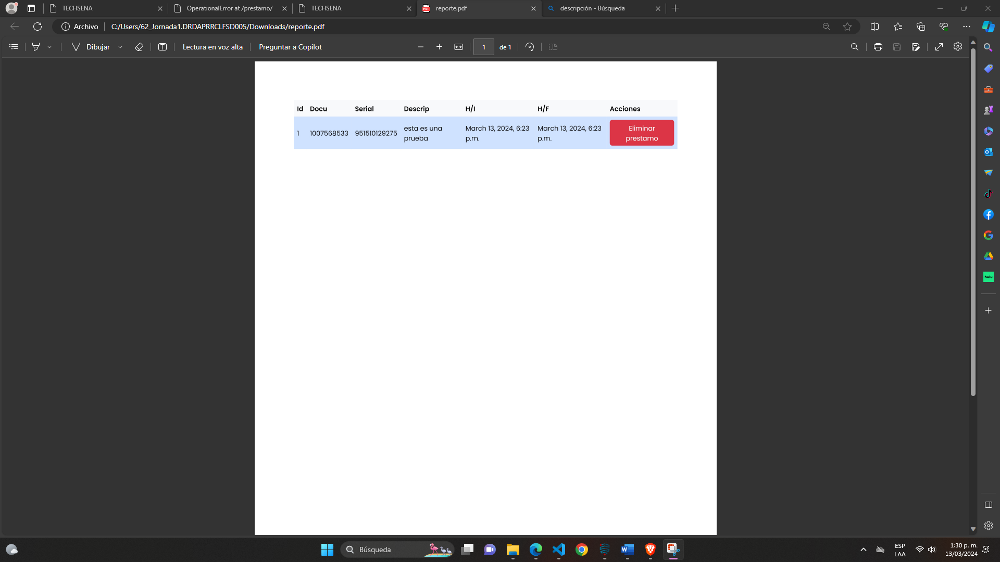 TECHSENA
OperationalError at /prestamo/
TECHSENA
reporte.pdf
descripción - Búsqueda
Archivo
C:/Users/62_Jornada1.DRDAPRRCLFSD005/Downloads/reporte.pdf
Dibujar
Lectura en voz alta
Preguntar a Copilot
1
de 1
Id Docu Serial Descrip H/I H/F Acciones
1 1007568533 951510129275 esta es una prueba March 13, 2024, 6:23 p.m. March 13, 2024, 6:23 p.m. Eliminar prestamo
hulu
Búsqueda
ESP
LAA
1:30 p. m.
13/03/2024